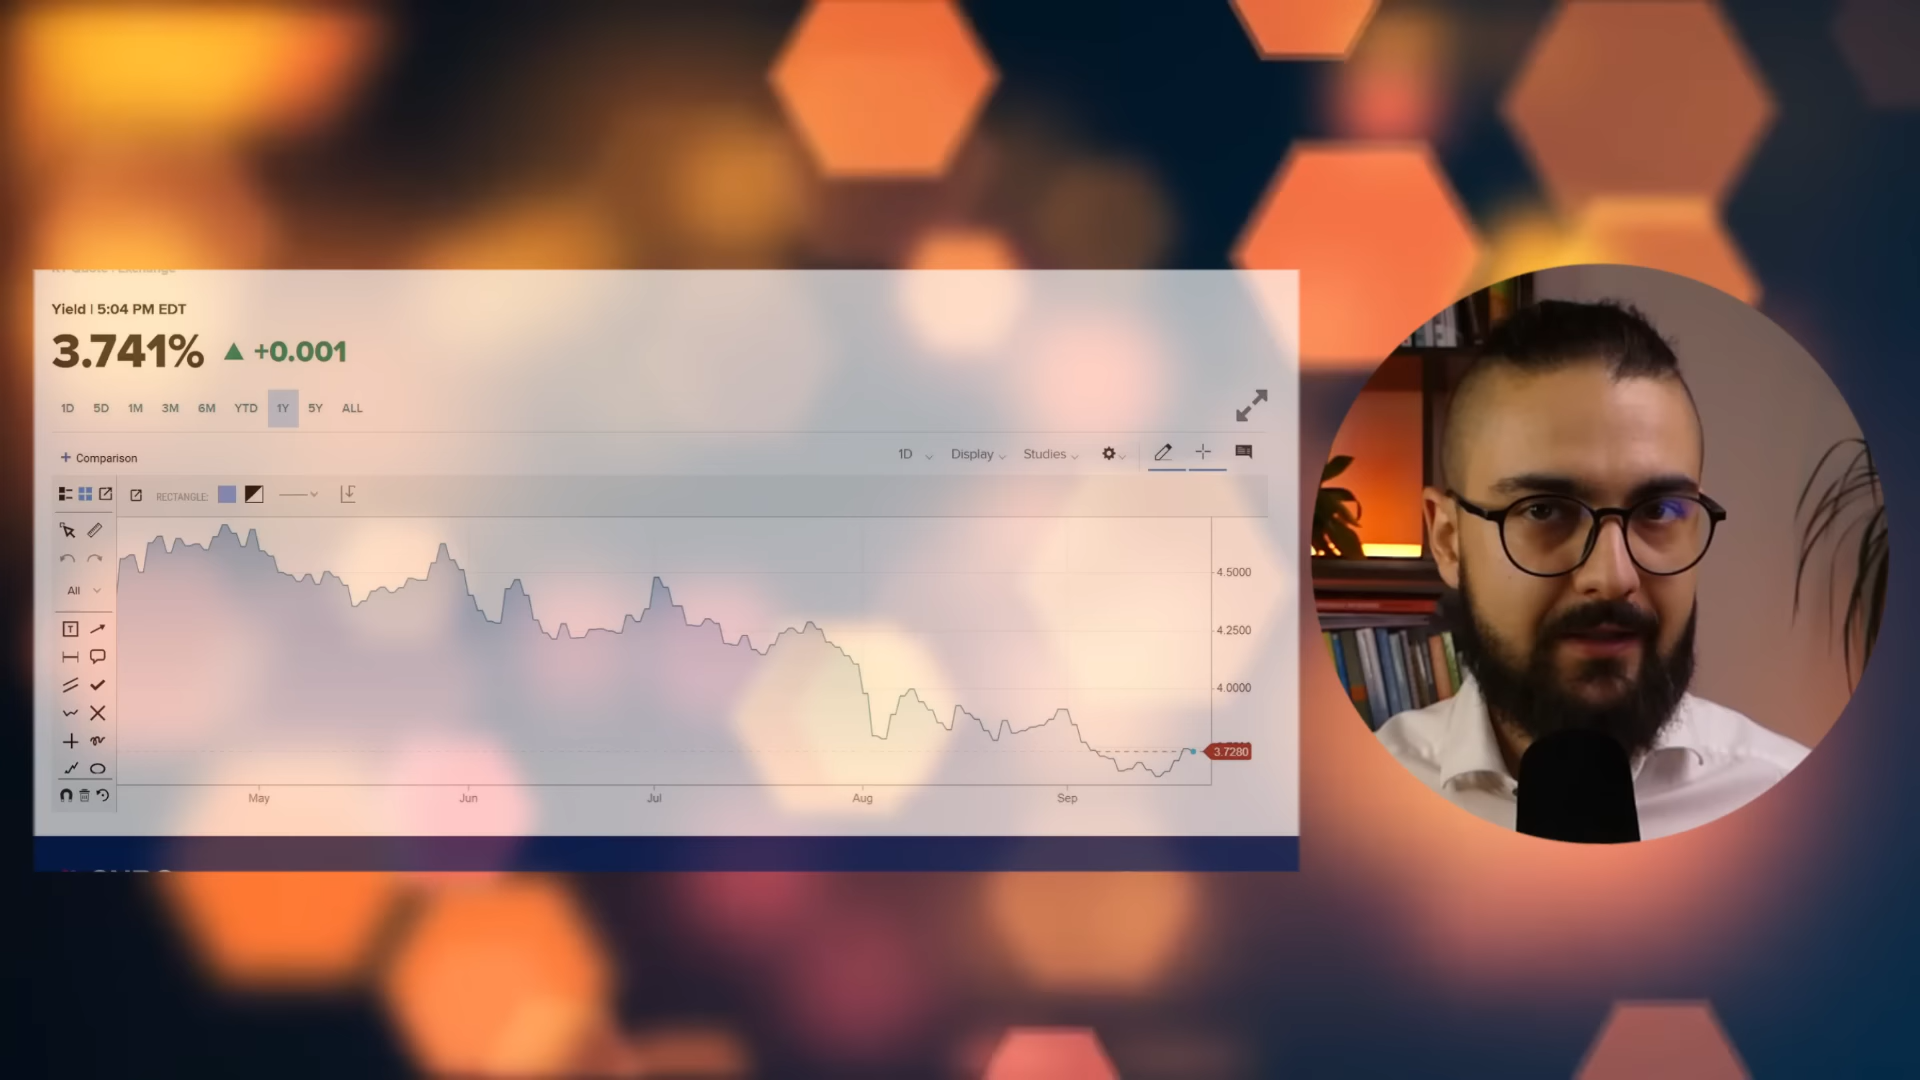 Yield | 5:04 PM EDT
3.741% ▲ +0.001
1D 5D 1M 3M 6M YTD 1Y 5Y ALL
+ Comparison
1D Display Studies
RECTANGLE:
All
4.5000
4.2500
4.0000
3.7280
May Jun Jul Aug Sep